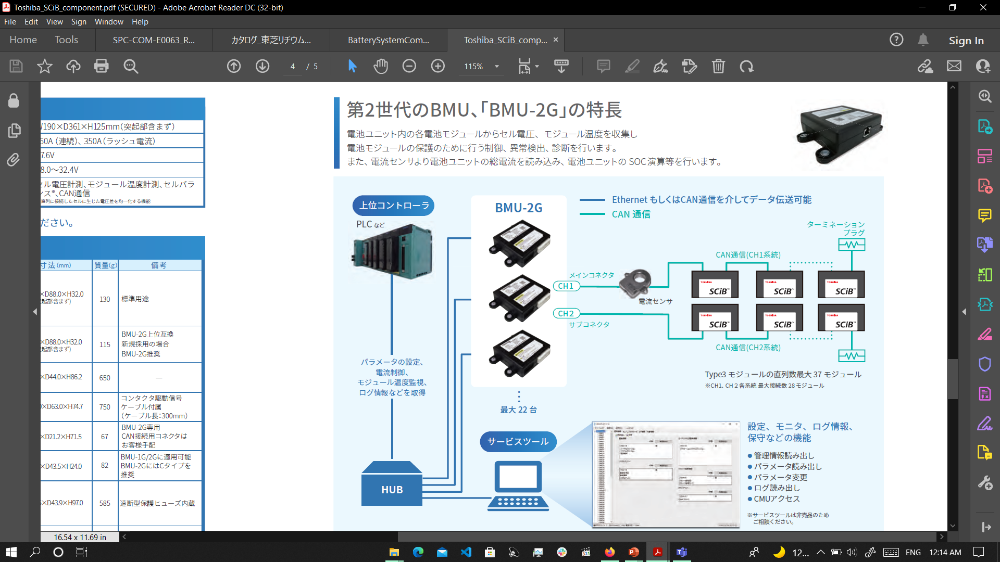 Toshiba_SCiB_component.pdf (SECURED) - Adobe Acrobat Reader DC (32-bit)
File Edit View Sign Window Help
Home Tools SPC-COM-E0063_R... カタログ_東芝リチウム... BatterySystemCom... Toshiba_SCiB_comp... × Sign In
4 / 5 115%
W190×D361×H125mm（突起部含まず）
60A（連続）、350A（ラッシュ電流）
7.6V
8.0～32.4V
セル電圧計測、モジュール温度計測、セルバラ
ンス※、CAN通信
直列に接続したセルに生じた電圧差を均一化する機能
ださい。
寸法（mm） 質量(g) 備考
×D88.0×H32.0
起部含まず) 130 標準用途
×D88.0×H32.0
起部含まず) 115 BMU-2G上位互換
新規採用の場合
BMU-2G推奨
×D44.0×H86.2 650 —
×D63.0×H74.7 750 コンタクタ駆動信号
ケーブル付属
（ケーブル長：300mm）
×D21.2×H71.5 67 BMU-2G専用
CAN接続用コネクタは
お客様手配
×D43.5×H24.0 82 BMU-1G/2Gに適用可能
BMU-2GにはCタイプを
推奨
×D43.9×H97.0 585 速断型保護ヒューズ内蔵
第2世代のBMU、「BMU-2G」の特長
電池ユニット内の各電池モジュールからセル電圧、モジュール温度を収集し
電池モジュールの保護のために行う制御、異常検出、診断を行います。
また、電流センサより電池ユニットの総電流を読み込み、電池ユニットの SOC演算等を行います。
上位コントローラ
PLC など
パラメータの設定、
電流制御、
モジュール温度監視、
ログ情報などを取得
HUB
BMU-2G
最大 22 台
Ethernet もしくはCAN通信を介してデータ伝送可能
CAN 通信
ターミネーション
プラグ
CAN通信(CH1系統)
メインコネクタ
CH1
電流センサ
CH2
サブコネクタ
TOSHIBA TOSHIBA TOSHIBA
SCiB™ SCiB™ SCiB™
TOSHIBA TOSHIBA TOSHIBA
SCiB™ SCiB™ SCiB™
CAN通信(CH2系統)
Type3 モジュールの直列数最大 37 モジュール
※CH1、CH２各系統 最大接続数 28 モジュール
サービスツール
設定、モニタ、ログ情報、
保守などの機能
●管理情報読み出し
●パラメータ読み出し
●パラメータ変更
●ログ読み出し
●CMUアクセス
※サービスツールは非売品のため
ご相談ください。
16.54 x 11.69 in
12... ENG 12:14 AM